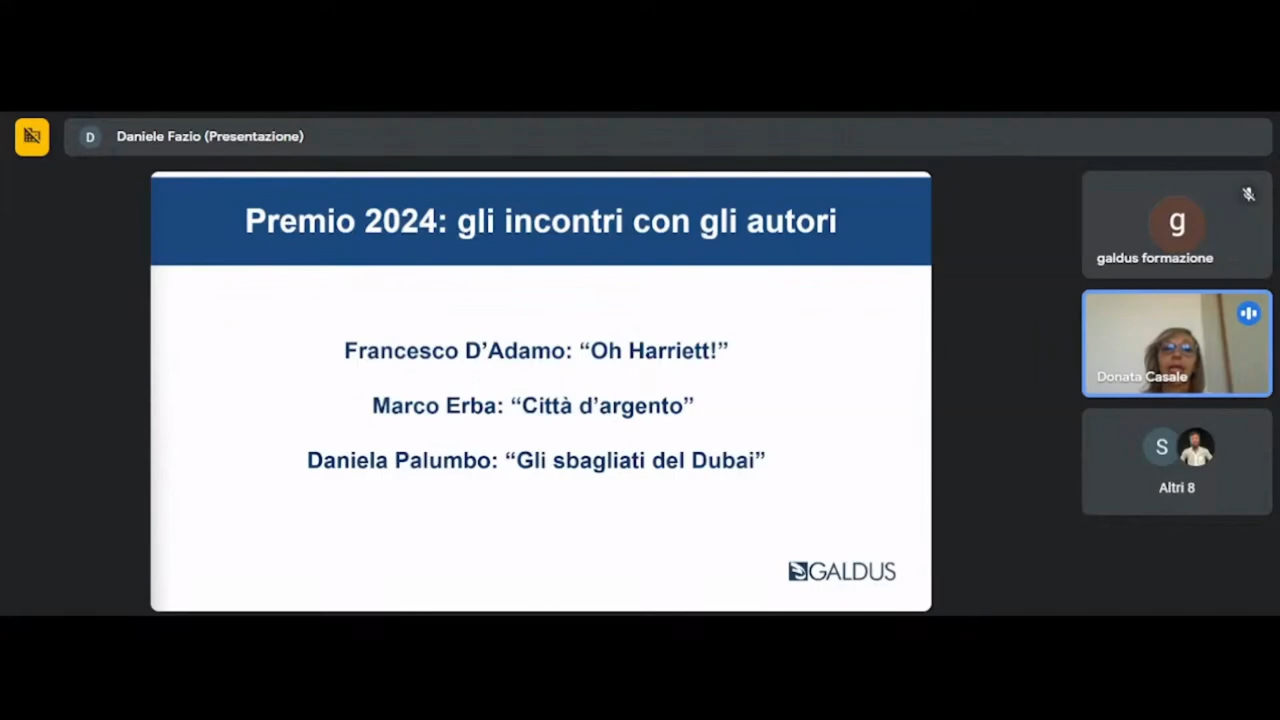 D Daniele Fazio (Presentazione)
Premio 2024: gli incontri con gli autori
Francesco D’Adamo: “Oh Harriett!”
Marco Erba: “Città d’argento”
Daniela Palumbo: “Gli sbagliati del Dubai”
GALDUS
g
galdus formazione
Donata Casale
S
Altri 8